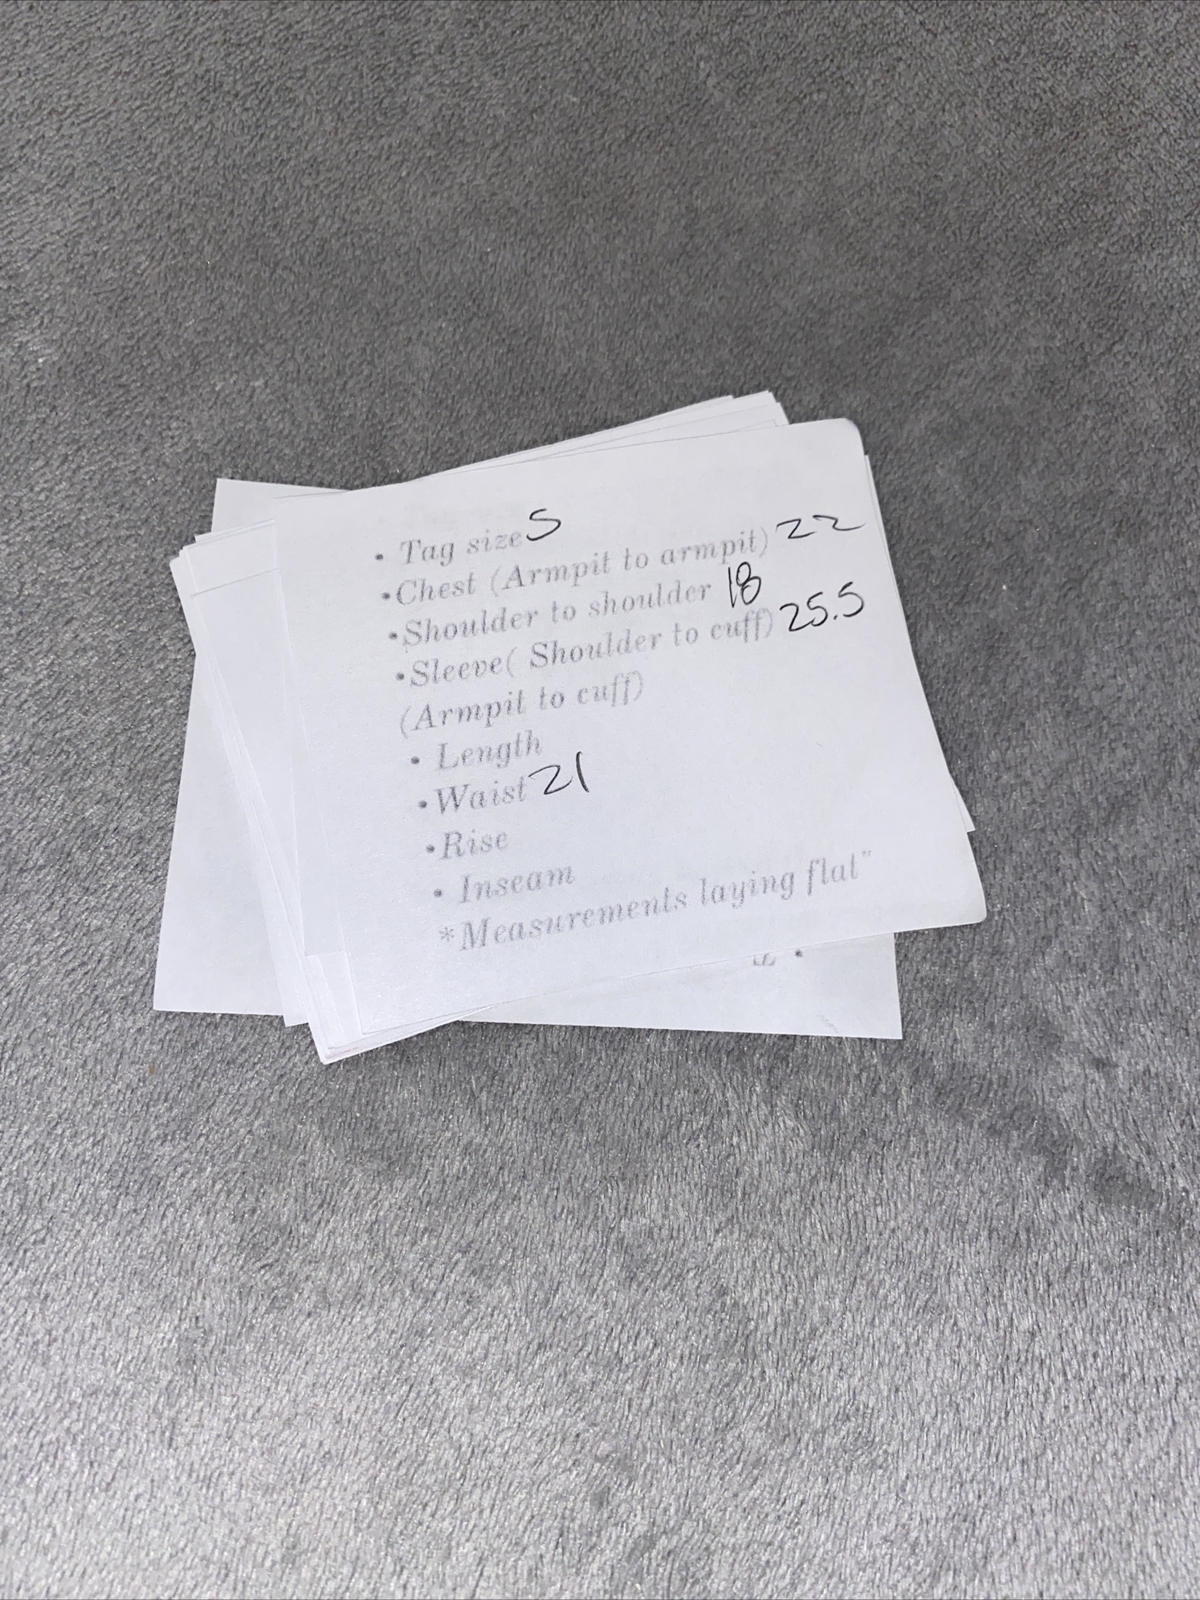 • Tag size S
•Chest (Armpit to armpit) 22
•Shoulder to shoulder 18
•Sleeve( Shoulder to cuff) 25.5
(Armpit to cuff)
• Length
•Waist 21
•Rise
• Inseam
*Measurements laying flat"